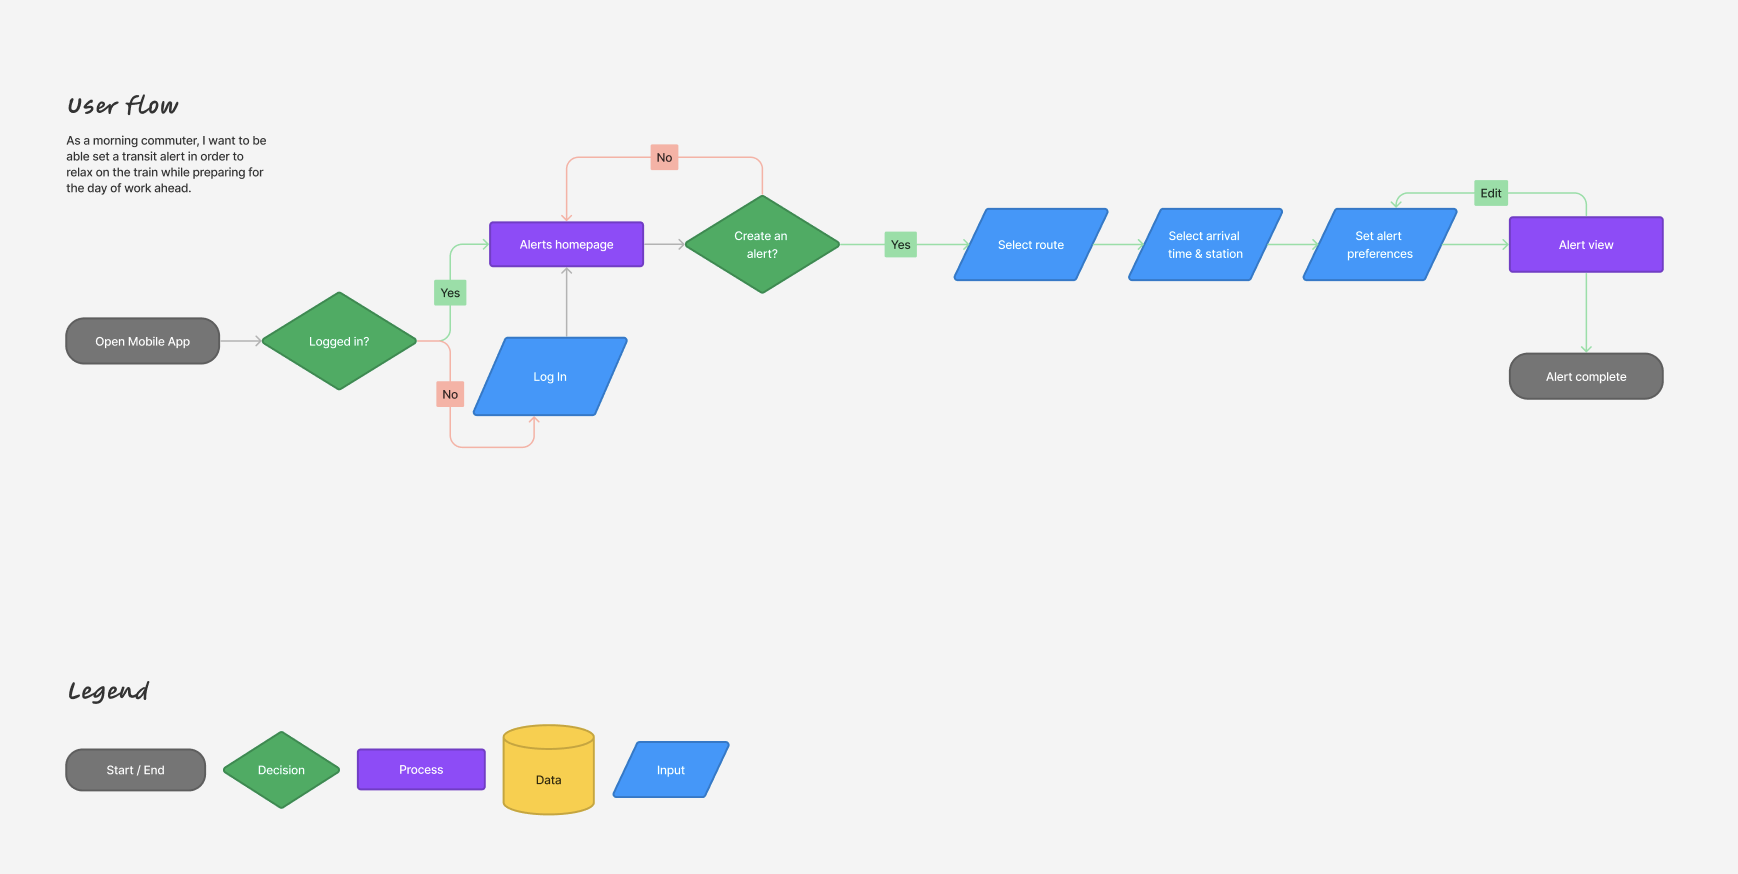 User flow
As a morning commuter, I want to be
able set a transit alert in order to
relax on the train while preparing for
the day of work ahead.
No
Alerts homepage
Create an
alert?
Yes
Select route
Select arrival
time & station
Set alert
preferences
Edit
Alert view
Yes
Open Mobile App
Logged in?
No
Log In
Alert complete
Legend
Start / End
Decision
Process
Data
Input